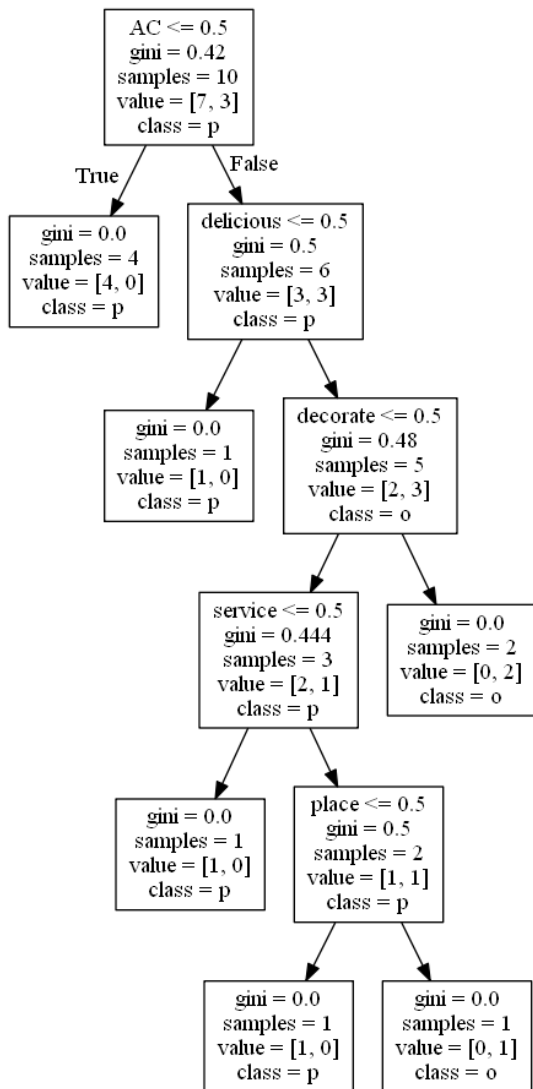 AC <= 0.5
gini = 0.42
samples = 10
value = [7, 3]
class = p
True
False
gini = 0.0
samples = 4
value = [4, 0]
class = p
delicious <= 0.5
gini = 0.5
samples = 6
value = [3, 3]
class = p
gini = 0.0
samples = 1
value = [1, 0]
class = p
decorate <= 0.5
gini = 0.48
samples = 5
value = [2, 3]
class = o
service <= 0.5
gini = 0.444
samples = 3
value = [2, 1]
class = p
gini = 0.0
samples = 2
value = [0, 2]
class = o
gini = 0.0
samples = 1
value = [1, 0]
class = p
place <= 0.5
gini = 0.5
samples = 2
value = [1, 1]
class = p
gini = 0.0
samples = 1
value = [1, 0]
class = p
gini = 0.0
samples = 1
value = [0, 1]
class = o